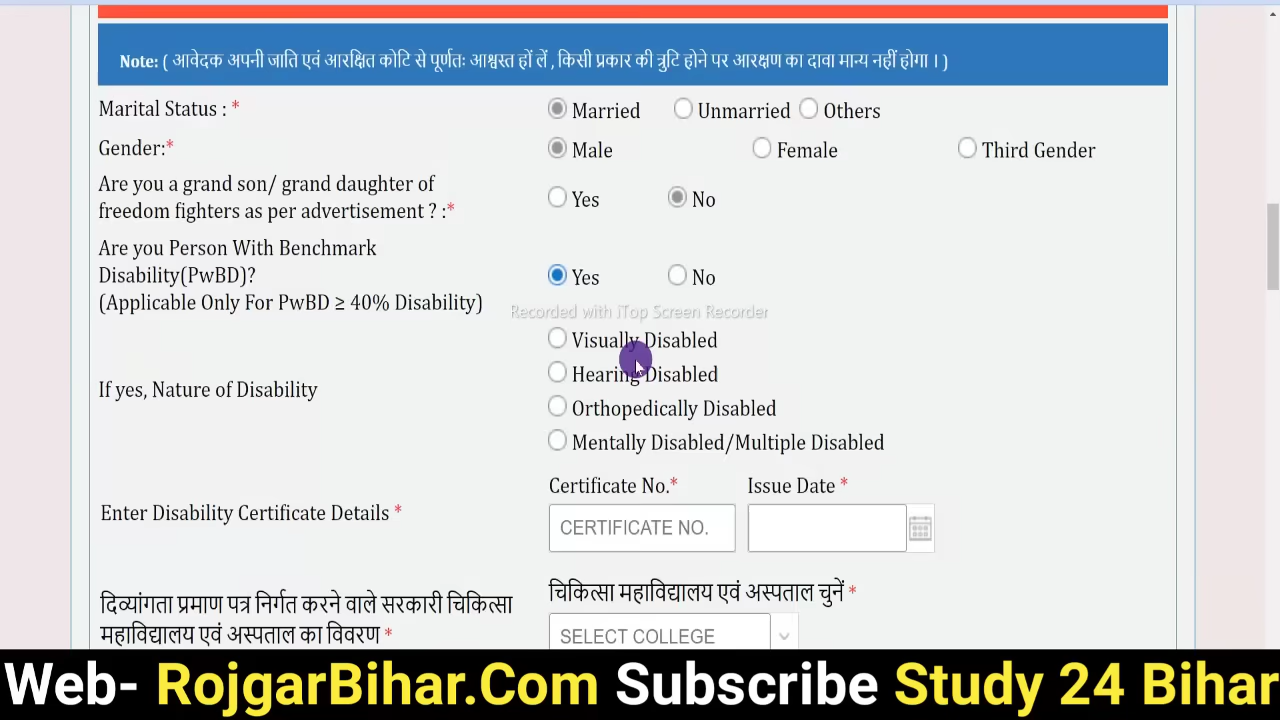 Note: ( आवेदक अपनी जाति एवं आरक्षित कोटि से पूर्णतः आश्वस्त हों लें , किसी प्रकार की त्रुटि होने पर आरक्षण का दावा मान्य नहीं होगा । )
Marital Status : * Married Unmarried Others
Gender:* Male Female Third Gender
Are you a grand son/ grand daughter of
freedom fighters as per advertisement ? :* Yes No
Are you Person With Benchmark
Disability(PwBD)? Yes No
(Applicable Only For PwBD ≥ 40% Disability)
Recorded with iTop Screen Recorder
Visually Disabled
Hearing Disabled
If yes, Nature of Disability
Orthopedically Disabled
Mentally Disabled/Multiple Disabled
Certificate No.* Issue Date *
Enter Disability Certificate Details * CERTIFICATE NO.
चिकित्सा महाविद्यालय एवं अस्पताल चुनें *
दिव्यांगता प्रमाण पत्र निर्गत करने वाले सरकारी चिकित्सा
महाविद्यालय एवं अस्पताल का विवरण * SELECT COLLEGE
Web- RojgarBihar.Com Subscribe Study 24 Bihar